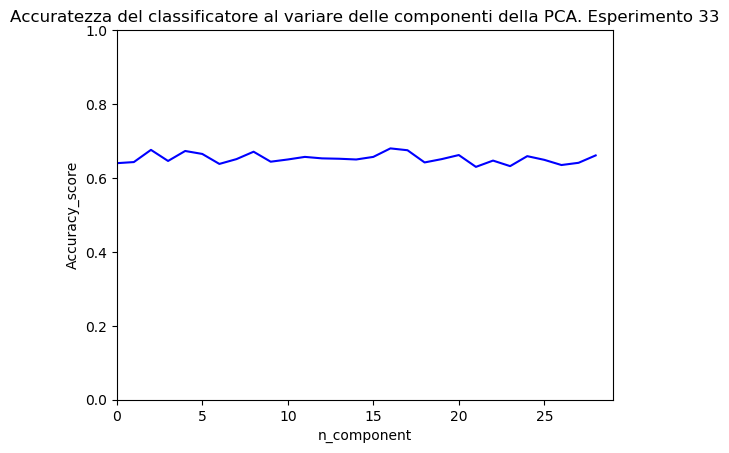 Accuratezza del classificatore al variare delle componenti della PCA. Esperimento 33
1.0
0.8
0.6
0.4
0.2
0.0
Accuracy_score
0 5 10 15 20 25
n_component